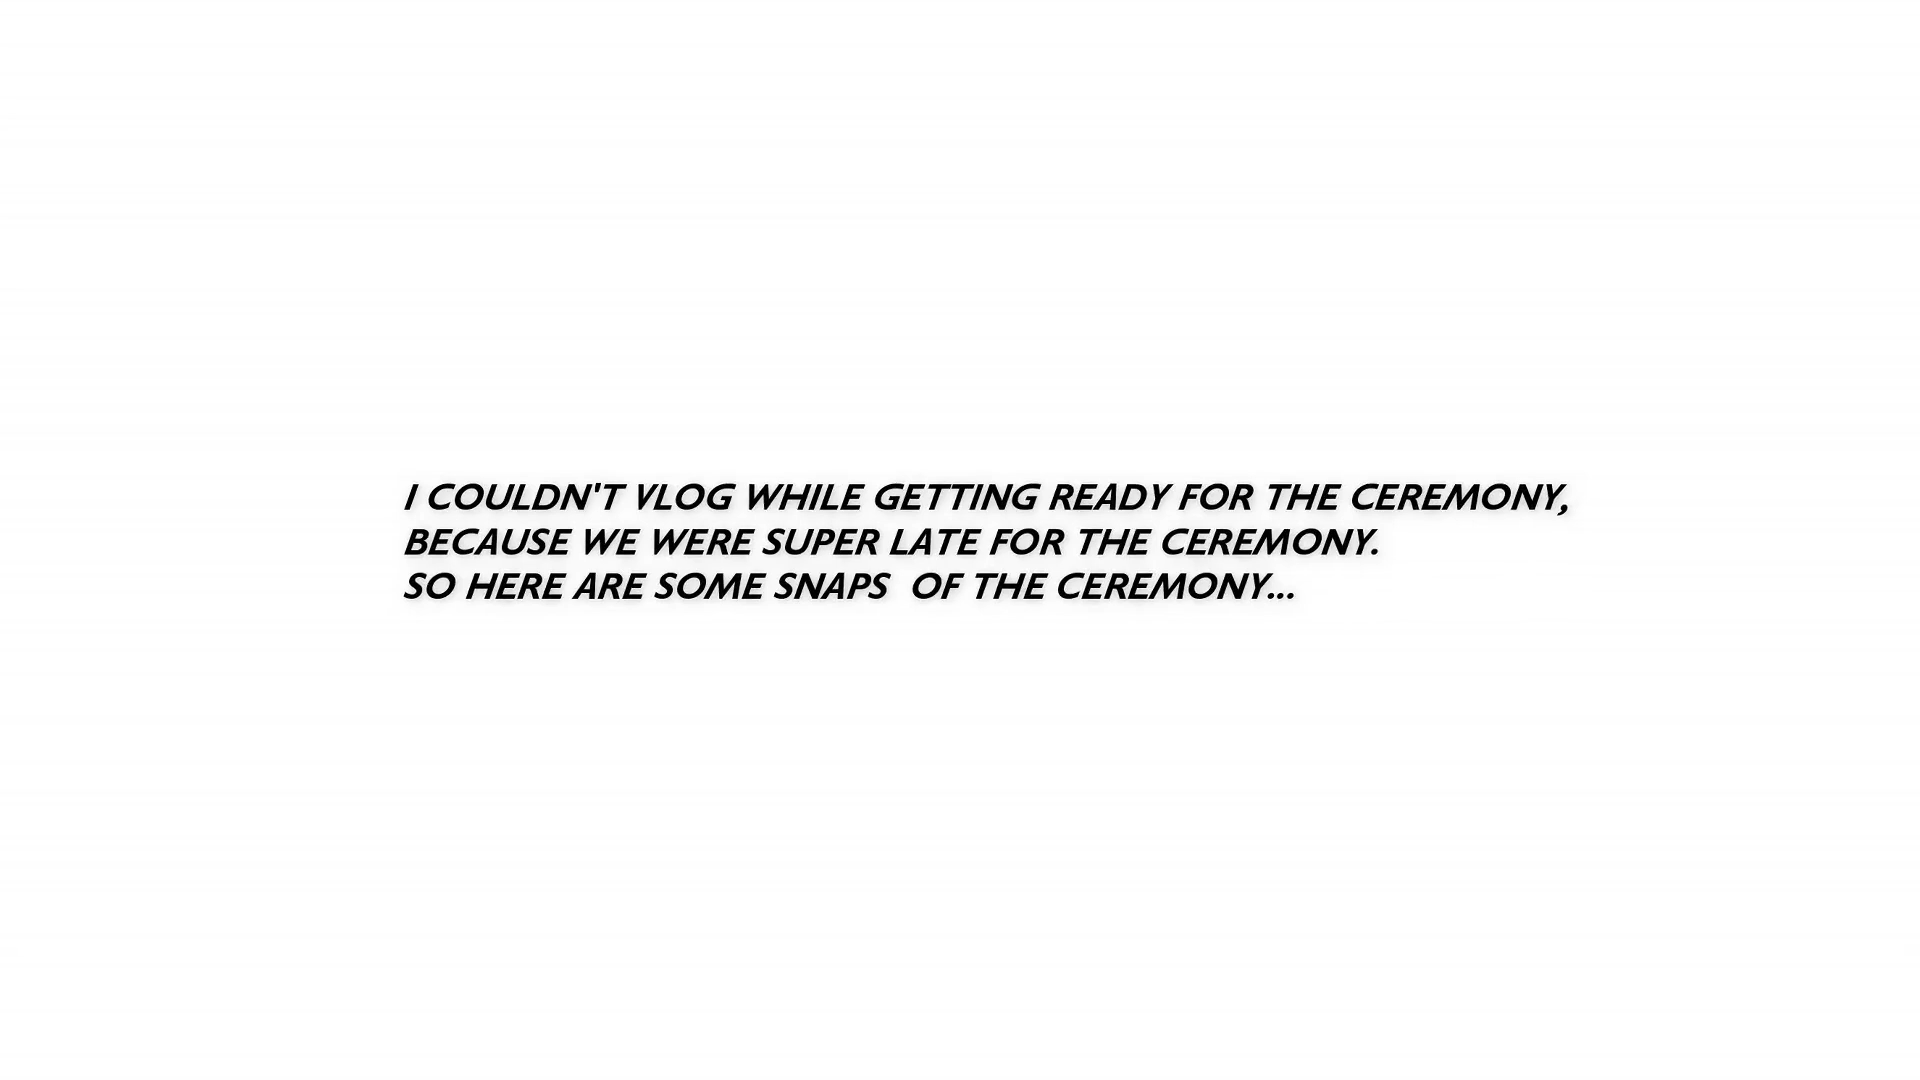 I COULDN'T VLOG WHILE GETTING READY FOR THE CEREMONY,
BECAUSE WE WERE SUPER LATE FOR THE CEREMONY.
SO HERE ARE SOME SNAPS  OF THE CEREMONY...